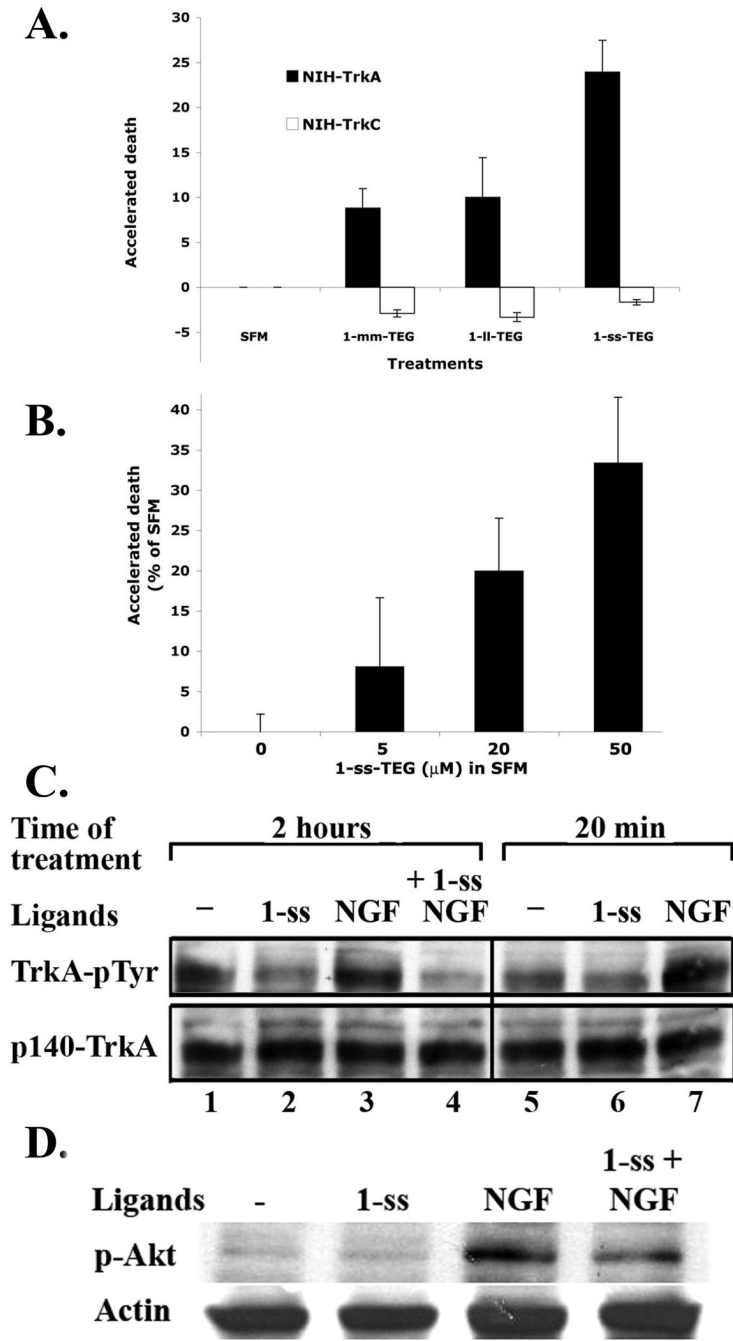 A.
Accelerated death
30
25
20
15
10
5
0
-5
NIH-TrkA
NIH-TrkC
SFM 1-mm-TEG 1-ll-TEG 1-ss-TEG
Treatments
B.
Accelerated death
(% of SFM
40
35
30
25
20
15
10
5
0
0 5 20 50
1-ss-TEG (μM) in SFM
C.
Time of treatment
2 hours 20 min
Ligands
– 1-ss NGF + 1-ss NGF – 1-ss NGF
TrkA-pTyr
p140-TrkA
1 2 3 4 5 6 7
D.
1-ss +
Ligands - 1-ss NGF NGF
p-Akt
Actin